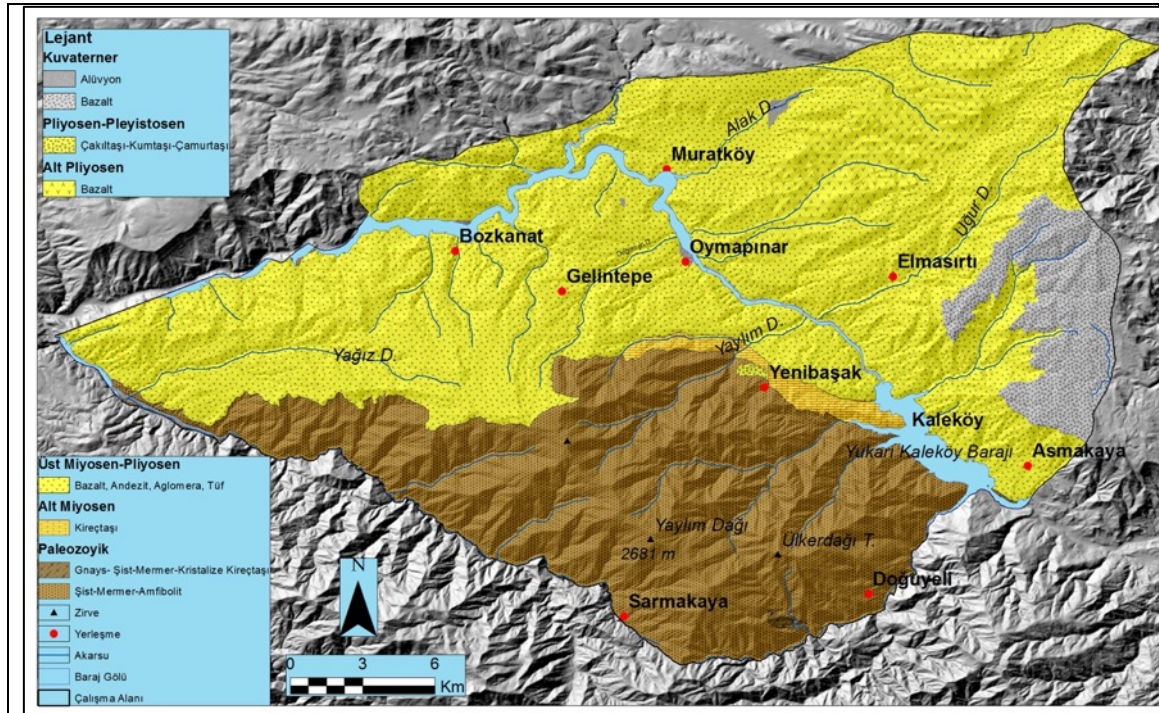 Lejant
Kuvaterner
Alüvyon
Bazalt
Pliyosen-Pleyistosen
Çakıltaşı-Kumtaşı-Çamurtaşı
Alt Pliyosen
Bazalt
Üst Miyosen-Pliyosen
Bazalt, Andezit, Aglomera, Tüf
Alt Miyosen
Kireçtaşı
Paleozoyik
Gnays- Şist-Mermer-Kristalize Kireçtaşı
Şist-Mermer-Amfibolit
Zirve
Yerleşme
Akarsu
Baraj Gölü
Çalışma Alanı
Alak D.
Muratköy
Uğur D.
Bozkanat
Oymapınar
Elmasırtı
Gelintepe
Yaylım D.
Yağız D.
Yenibaşak
Kaleköy
Yukarı Kaleköy Barajı
Asmakaya
Yaylım Dağı
2681 m
Ülkerdağı T.
Doğuyeli
Sarmakaya
N
0 3 6
Km